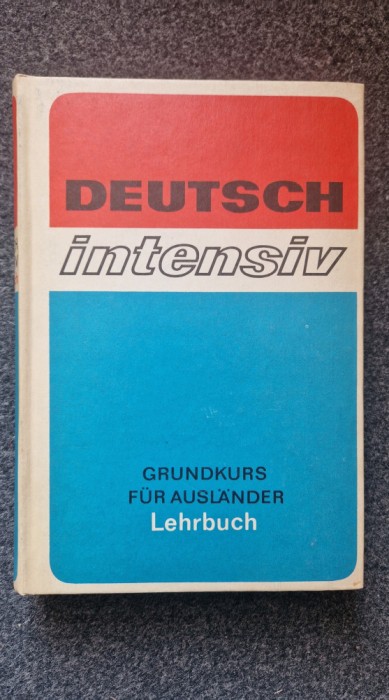 DEUTSCH
intensiv
GRUNDKURS
FÜR AUSLÄNDER
Lehrbuch